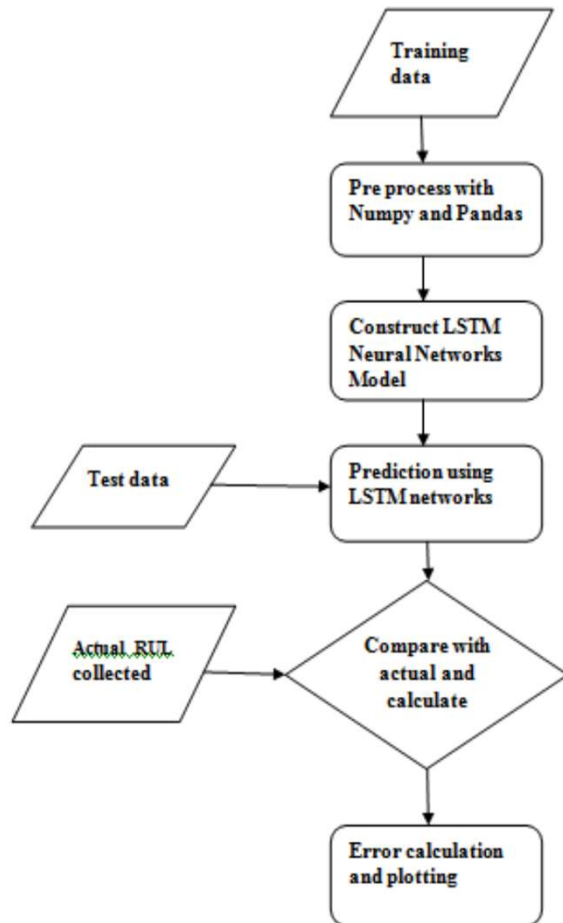 Training
data
Pre process with
Numpy and Pandas
Construct LSTM
Neural Networks
Model
Test data
Prediction using
LSTM networks
Actual RUL
collected
Compare with
actual and
calculate
Error calculation
and plotting